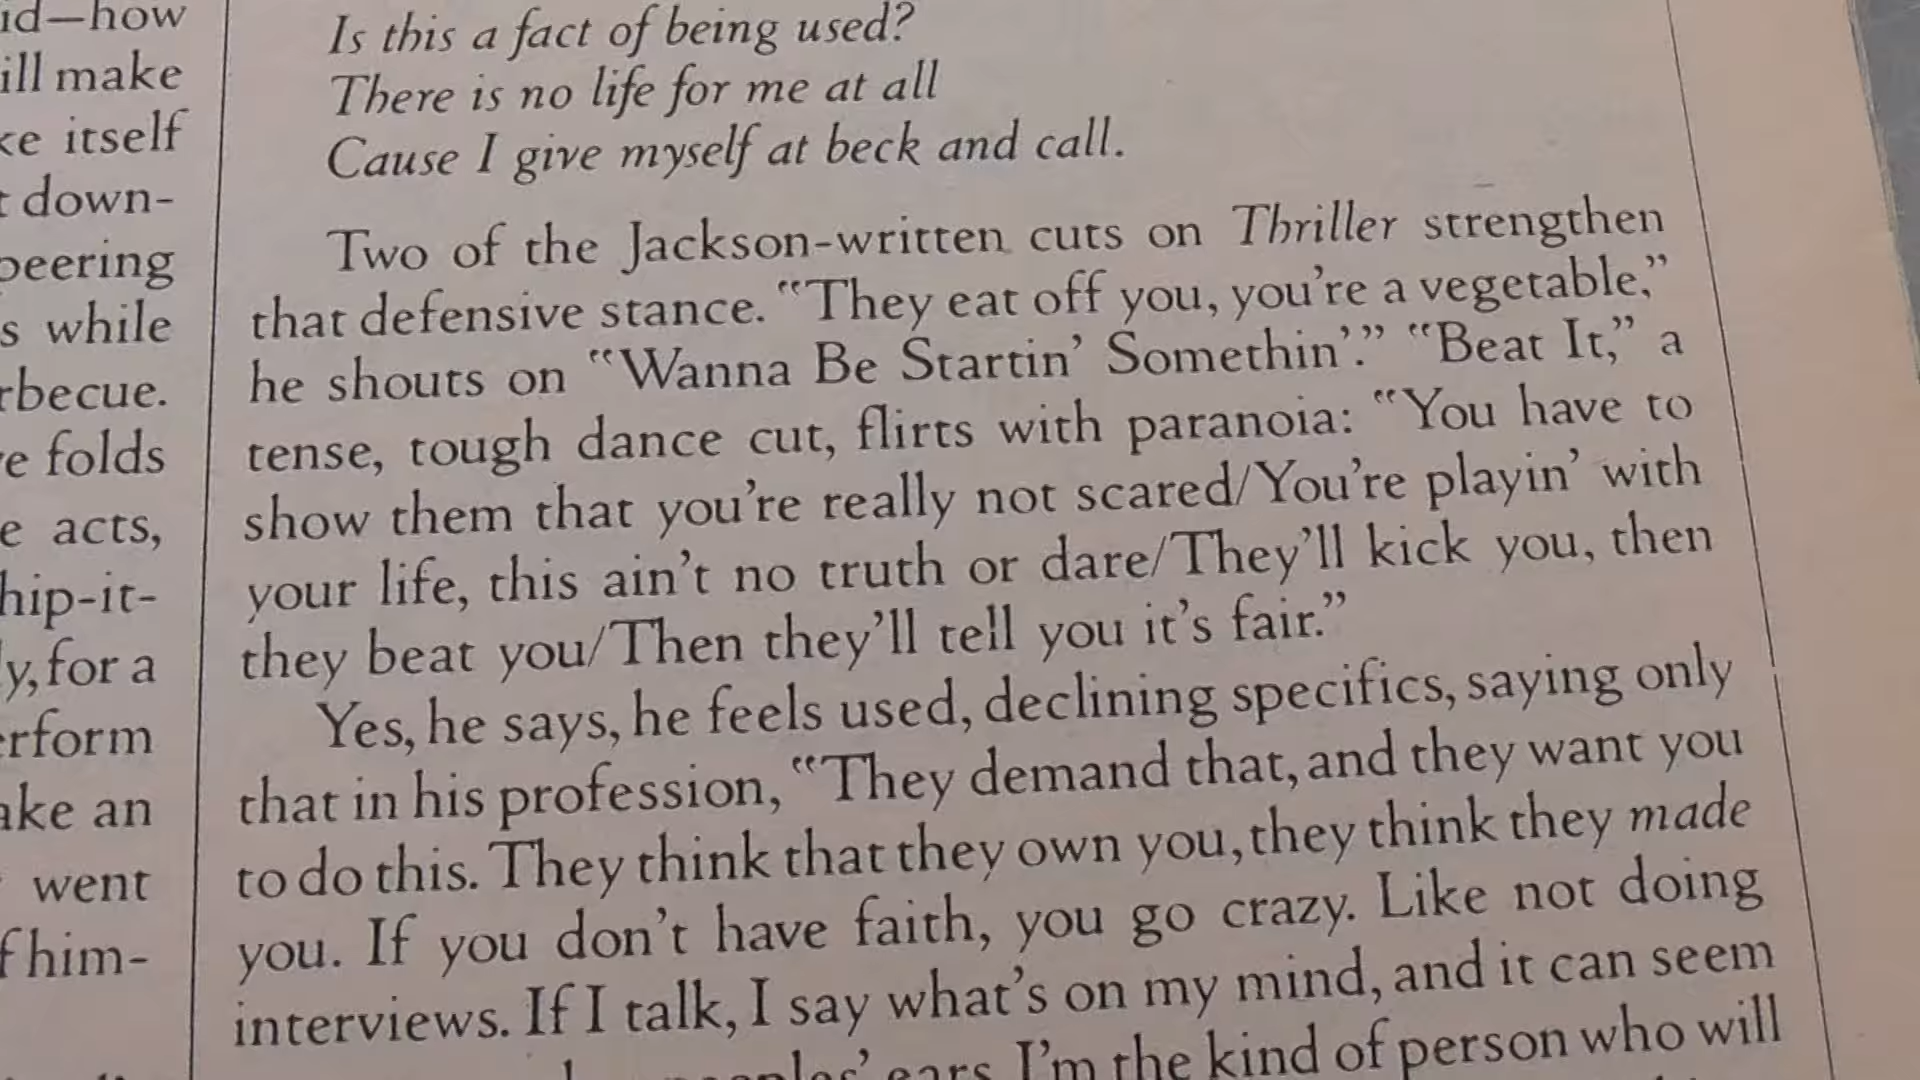 id—how
ill make
ke itself
t down-
peering
s while
rbecue.
e folds
e acts,
hip-it-
y, for a
erform
ake an
went
f him-
Is this a fact of being used?
There is no life for me at all
Cause I give myself at beck and call.
Two of the Jackson-written cuts on Thriller strengthen
that defensive stance. “They eat off you, you’re a vegetable,”
he shouts on “Wanna Be Startin’ Somethin’.” “Beat It,” a
tense, tough dance cut, flirts with paranoia: “You have to
show them that you’re really not scared/You’re playin’ with
your life, this ain’t no truth or dare/They’ll kick you, then
they beat you/Then they’ll tell you it’s fair.”
Yes, he says, he feels used, declining specifics, saying only
that in his profession, “They demand that, and they want you
to do this. They think that they own you, they think they made
you. If you don’t have faith, you go crazy. Like not doing
interviews. If I talk, I say what’s on my mind, and it can seem
peoples’ ears. I’m the kind of person who will